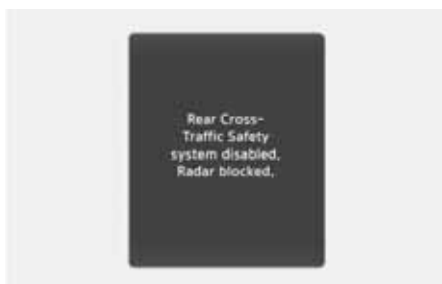 Rear Cross-
Traffic Safety
system disabled.
Radar blocked.